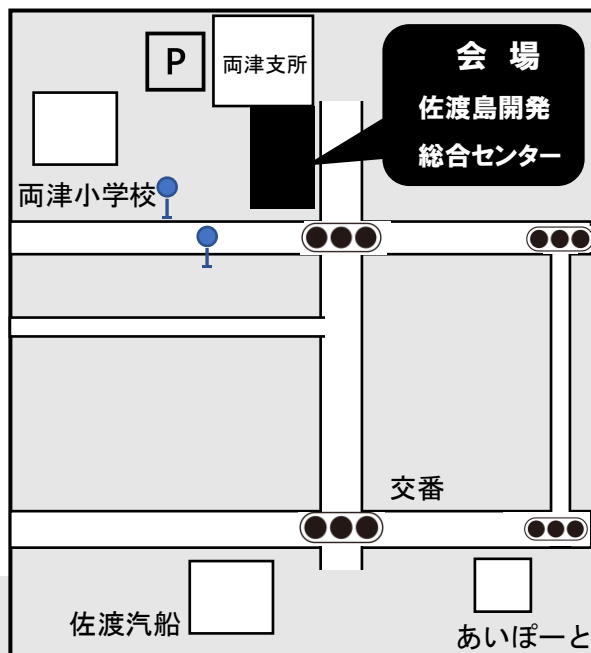 P
両津支所
会場
佐渡島開発
総合センター
両津小学校
交番
佐渡汽船
あいぽーと